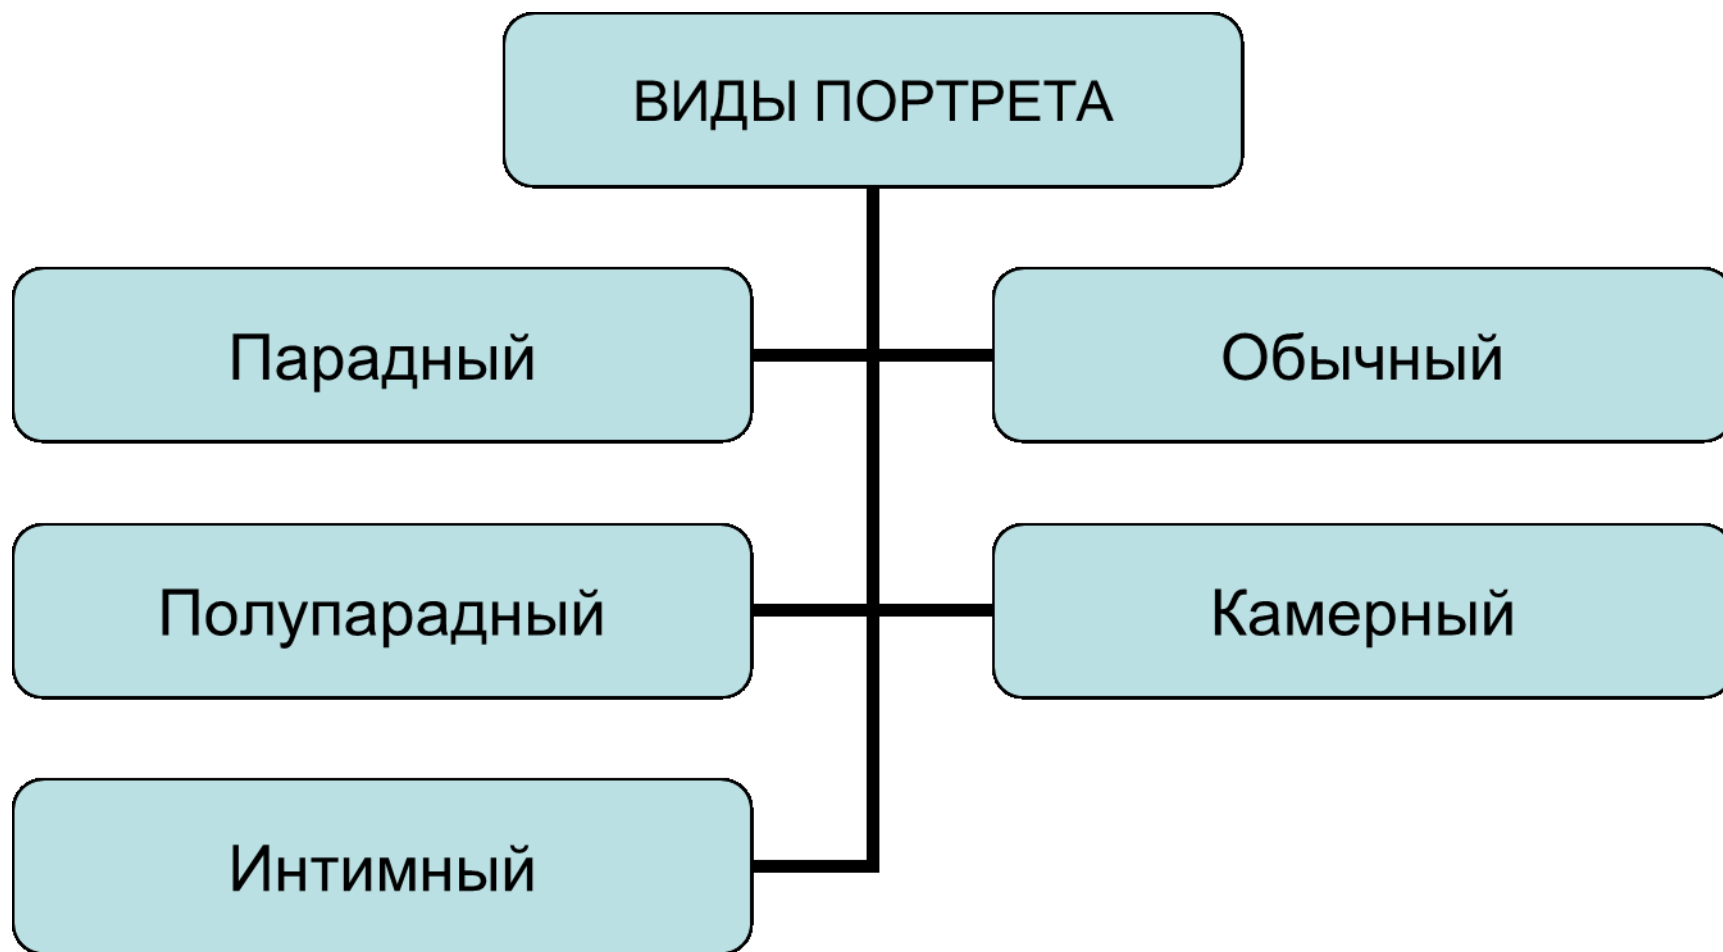 ВИДЫ ПОРТРЕТА
Парадный
Обычный
Полупарадный
Камерный
Интимный